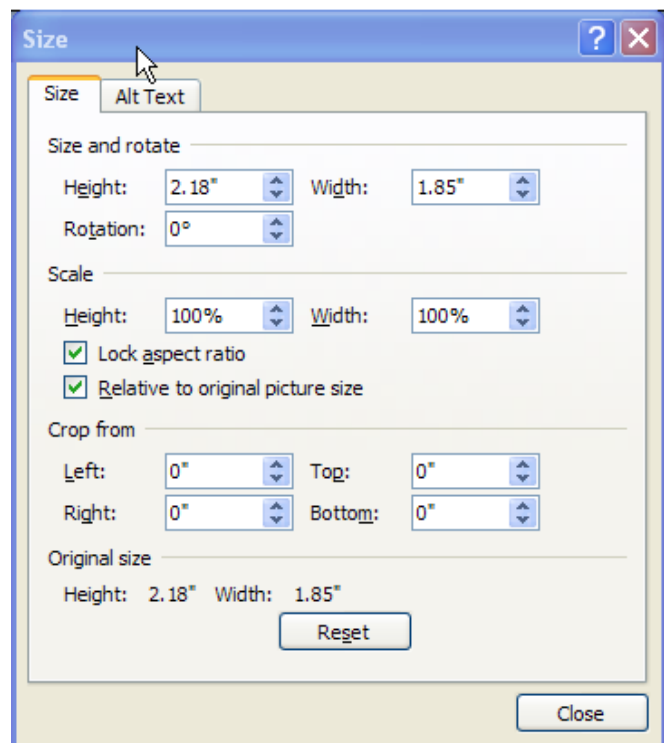 Size
Size Alt Text
Size and rotate
Height: 2.18" Width: 1.85"
Rotation: 0°
Scale
Height: 100% Width: 100%
Lock aspect ratio
Relative to original picture size
Crop from
Left: 0" Top: 0"
Right: 0" Bottom: 0"
Original size
Height: 2.18" Width: 1.85"
Reset
Close